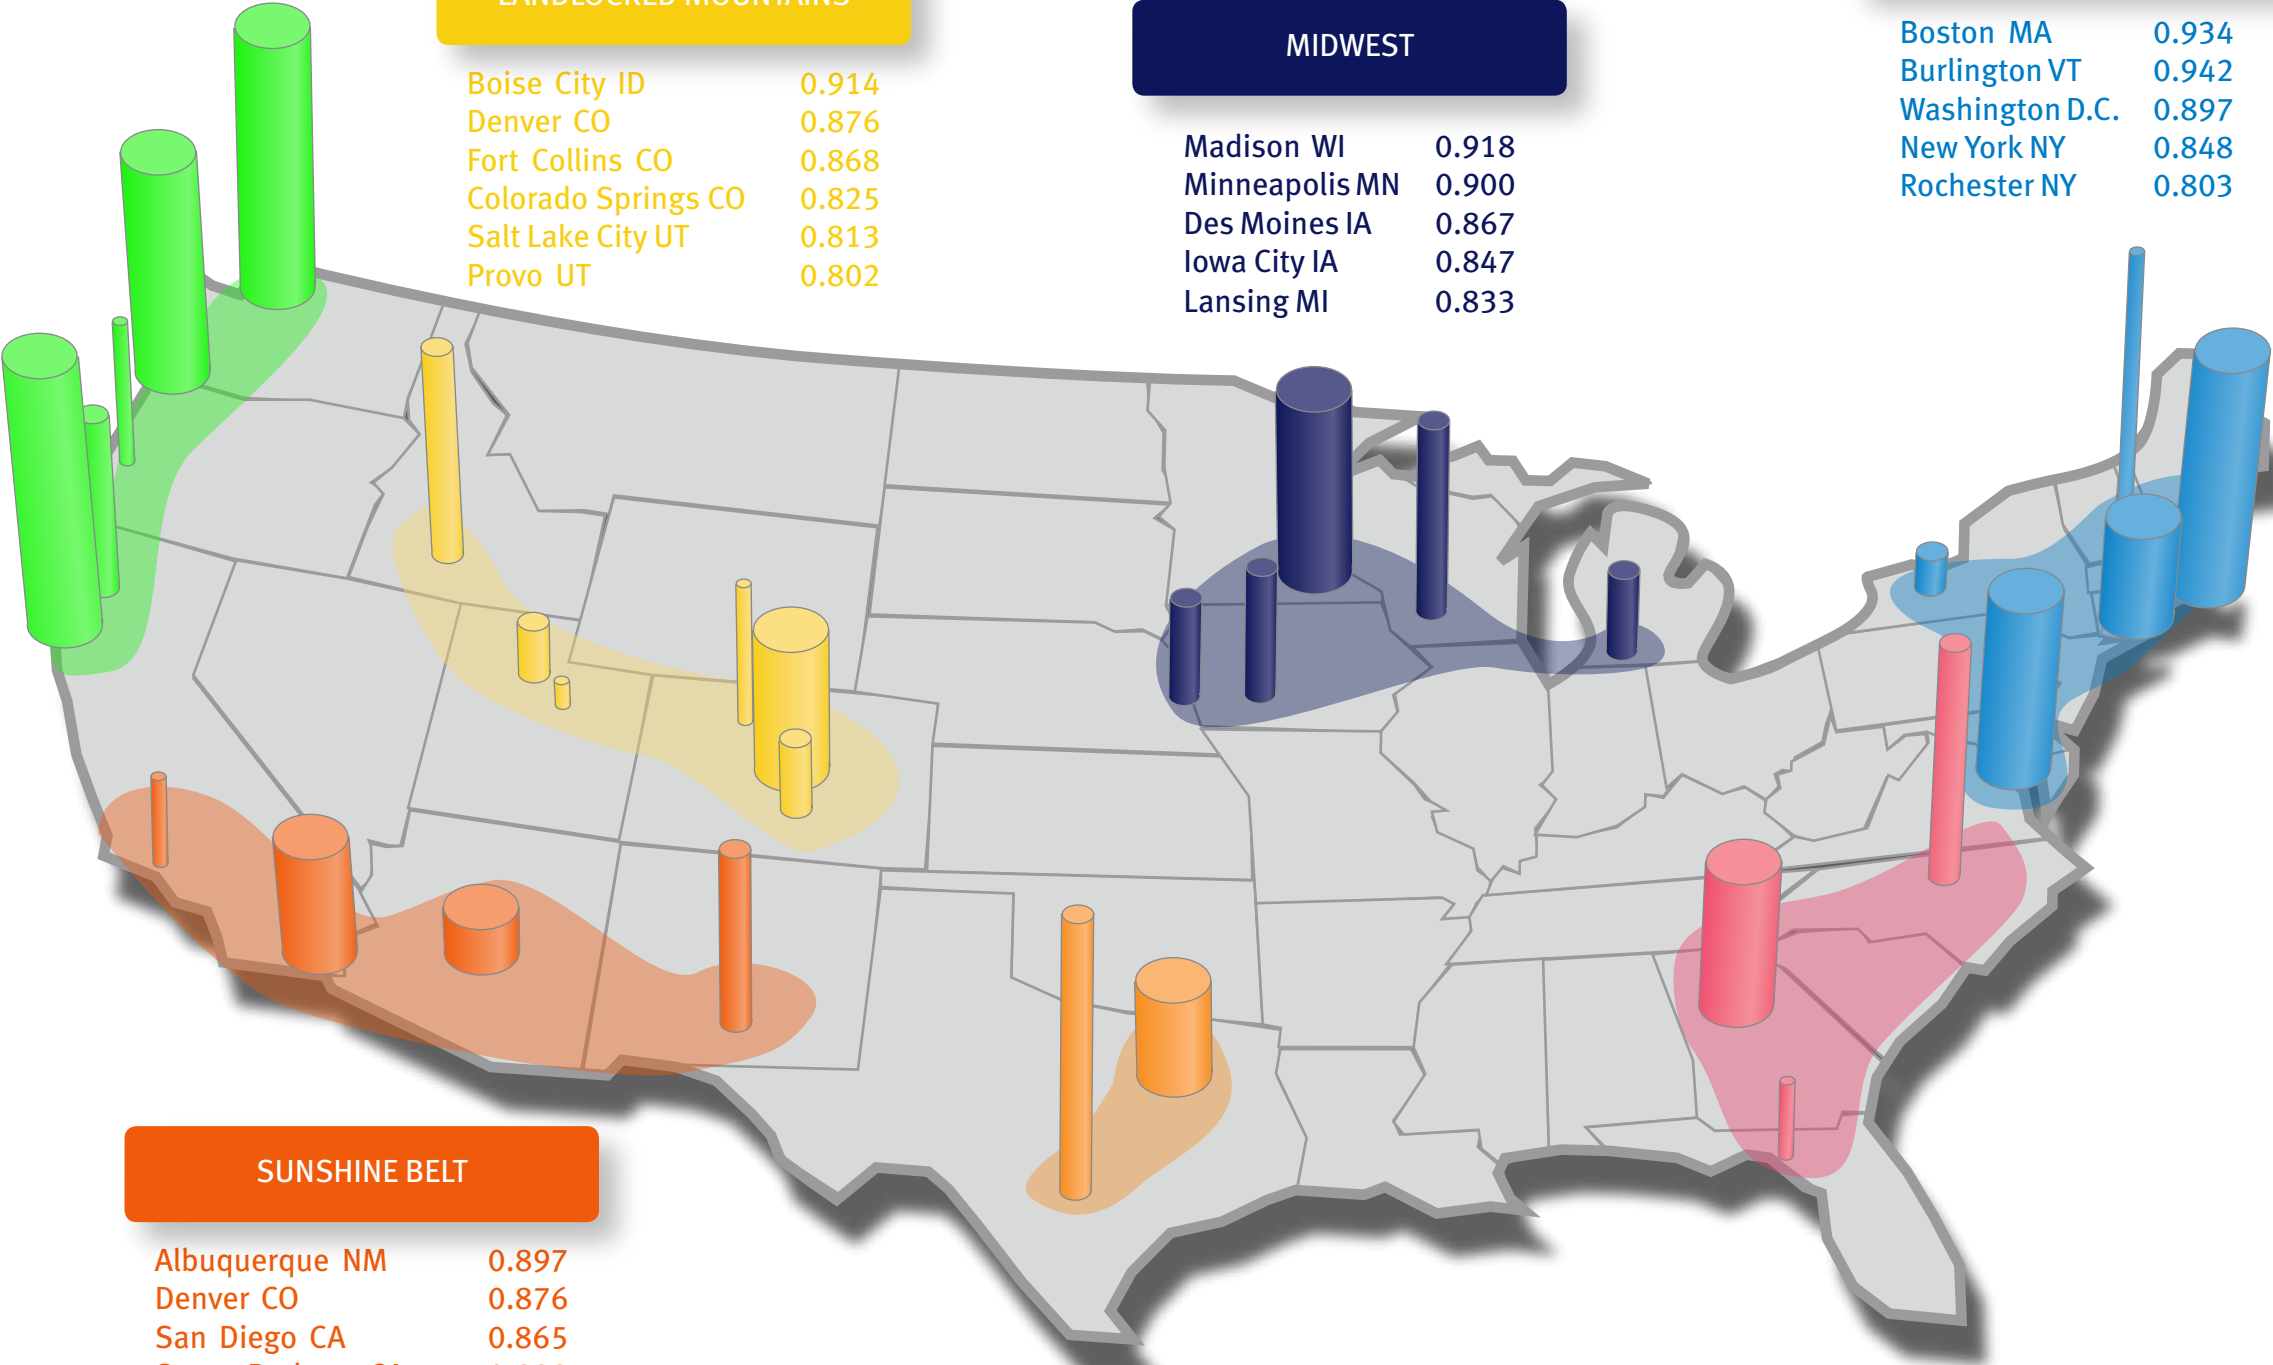 LANDLOCKED MOUNTAINS
Boise City ID 0.914
Denver CO 0.876
Fort Collins CO 0.868
Colorado Springs CO 0.825
Salt Lake City UT 0.813
Provo UT 0.802
MIDWEST
Madison WI 0.918
Minneapolis MN 0.900
Des Moines IA 0.867
Iowa City IA 0.847
Lansing MI 0.833
Boston MA 0.934
Burlington VT 0.942
Washington D.C. 0.897
New York NY 0.848
Rochester NY 0.803
SUNSHINE BELT
Albuquerque NM 0.897
Denver CO 0.876
San Diego CA 0.865